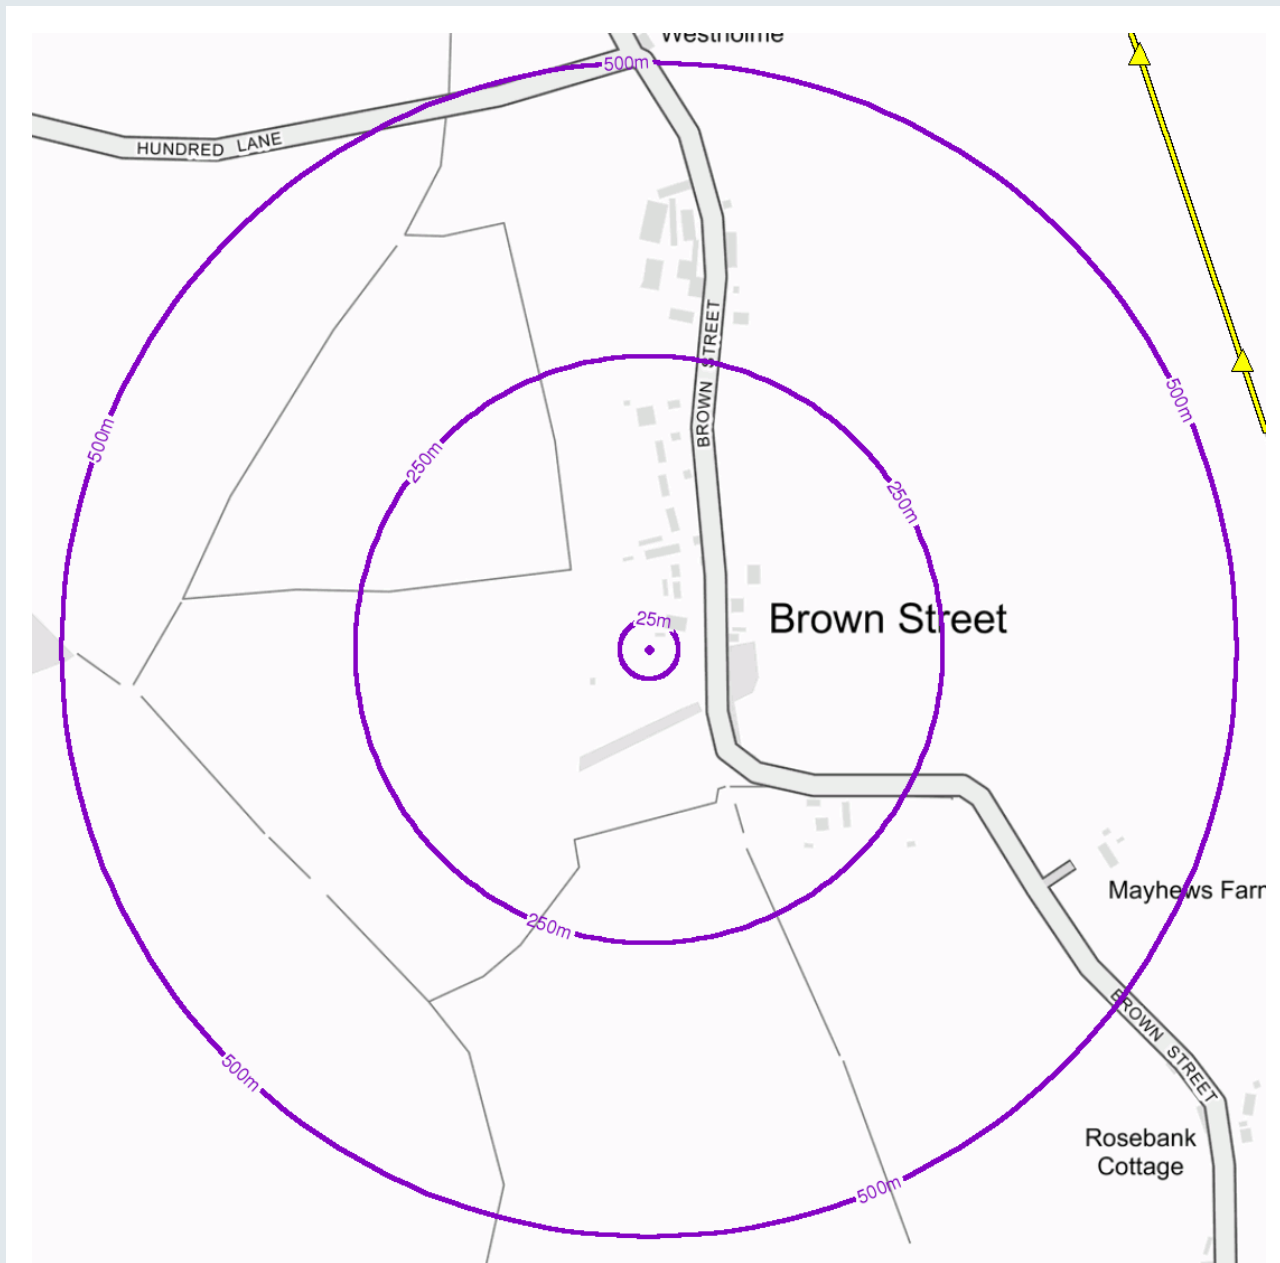 Westholme
500m
HUNDRED LANE
BROWN STREET
500m
500m
250m
250m
25m
Brown Street
Mayhews Farm
250m
BROWN STREET
500m
Rosebank
Cottage
500m